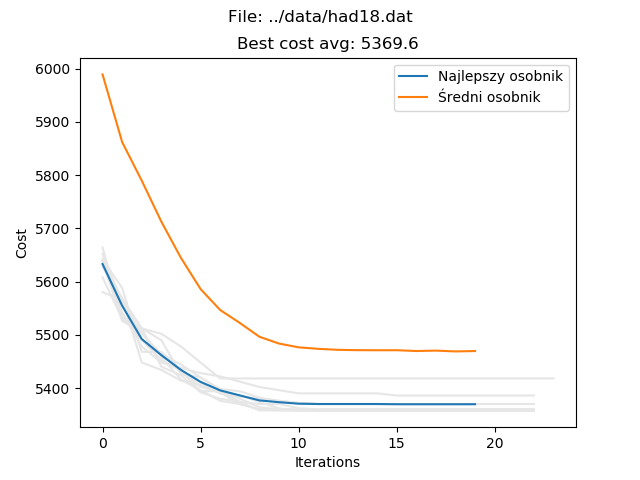 File: ../data/had18.dat
Best cost avg: 5369.6
Najlepszy osobnik
Średni osobnik
6000
5900
5800
5700
5600
5500
5400
Cost
0 5 10 15 20
Iterations